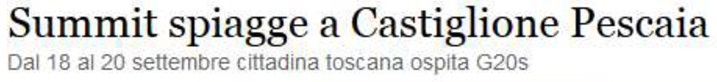 Summit spiagge a Castiglione Pescaia
Dal 18 al 20 settembre cittadina toscana ospita G20s